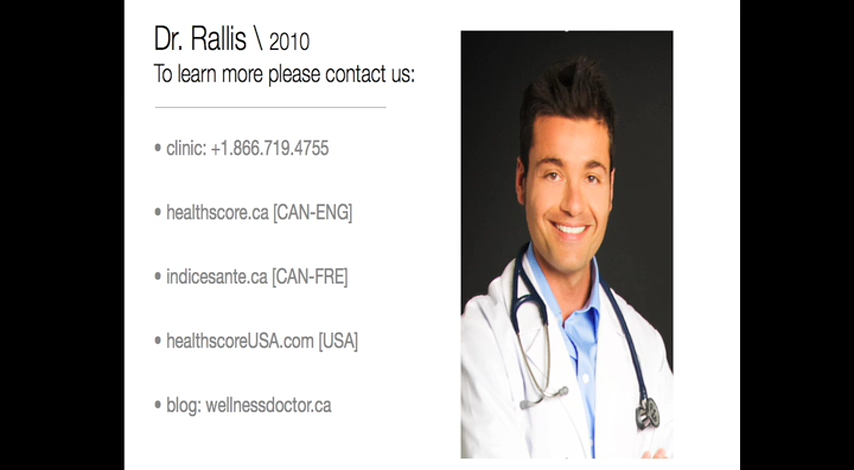 Dr. Rallis \ 2010
To learn more please contact us:
• clinic: +1.866.719.4755
• healthscore.ca [CAN-ENG]
• indicesante.ca [CAN-FRE]
• healthscoreUSA.com [USA]
• blog: wellnessdoctor.ca